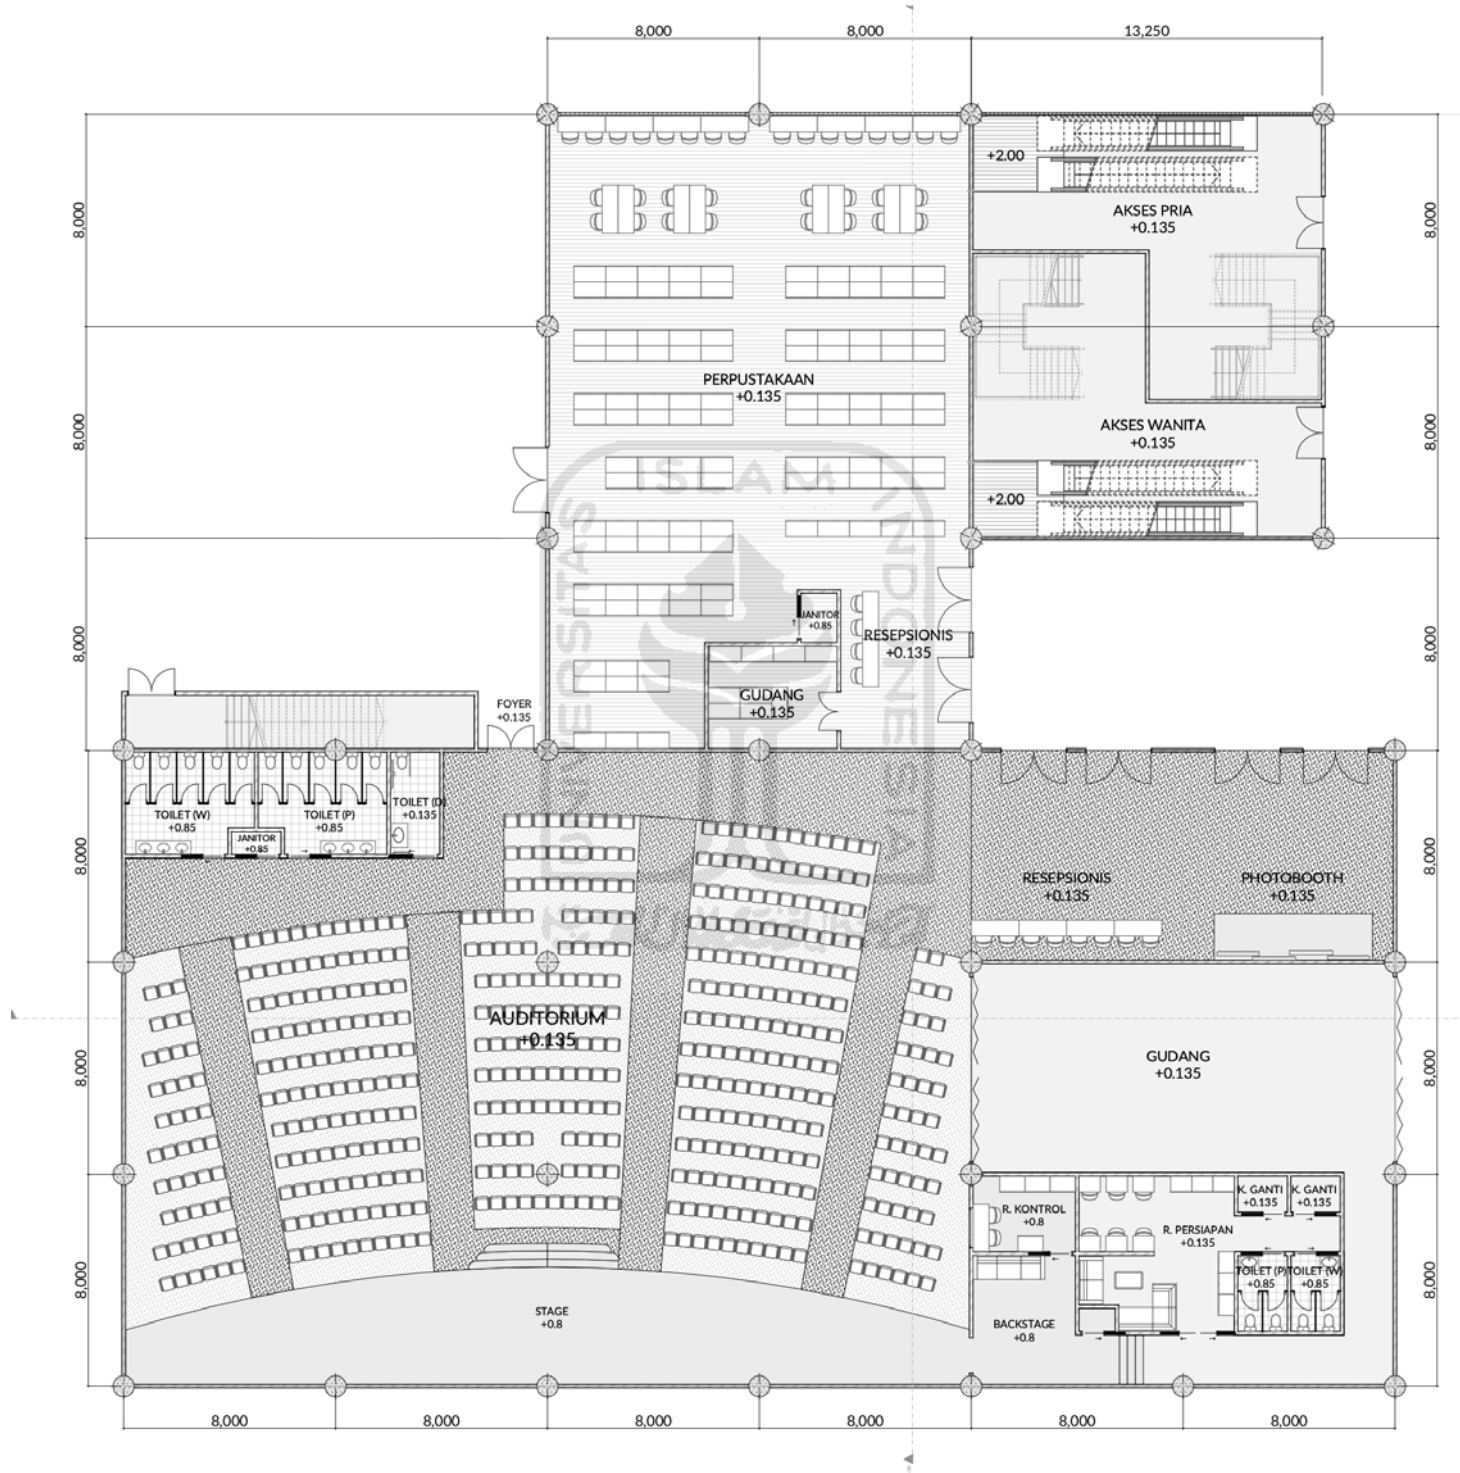 8,000
8,000
13,250
+2.00
AKSES PRIA
+0.135
8,000
8,000
PERPUSTAKAAN
+0.135
8,000
AKSES WANITA
+0.135
8,000
+2.00
UNIVERSITAS
ISLAM
INDONESIA
JANITOR
+0.85
RESEPSIONIS
+0.135
8,000
8,000
GUDANG
+0.135
FOYER
+0.135
TOILET (W)
+0.85
TOILET (P)
+0.85
TOILET (D)
+0.135
JANITOR
+0.85
8,000
8,000
RESEPSIONIS
+0.135
PHOTOBOOTH
+0.135
AUDITORIUM
+0.135
8,000
GUDANG
+0.135
8,000
K. GANTI
+0.135
K. GANTI
+0.135
R. KONTROL
+0.8
R. PERSIAPAN
+0.135
TOILET (P)
+0.85
TOILET (W)
+0.85
8,000
8,000
STAGE
+0.8
BACKSTAGE
+0.8
8,000
8,000
8,000
8,000
8,000
8,000